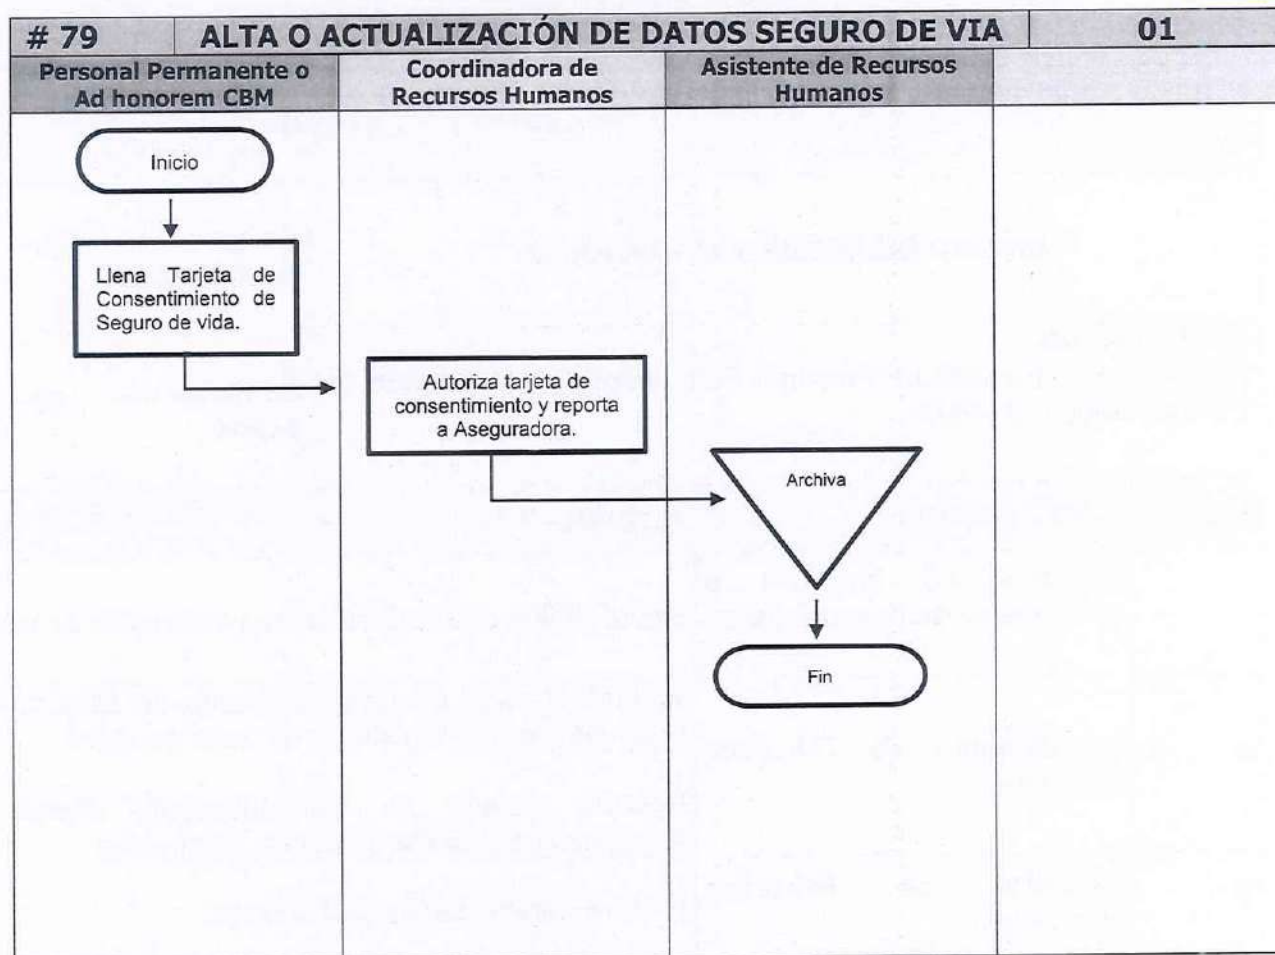 # 79 ALTA O ACTUALIZACIÓN DE DATOS SEGURO DE VIA 01
Personal Permanente o
Ad honorem CBM
Coordinadora de
Recursos Humanos
Asistente de Recursos
Humanos
Inicio
Llena Tarjeta de
Consentimiento de
Seguro de vida.
Autoriza tarjeta de
consentimiento y reporta
a Aseguradora.
Archiva
Fin